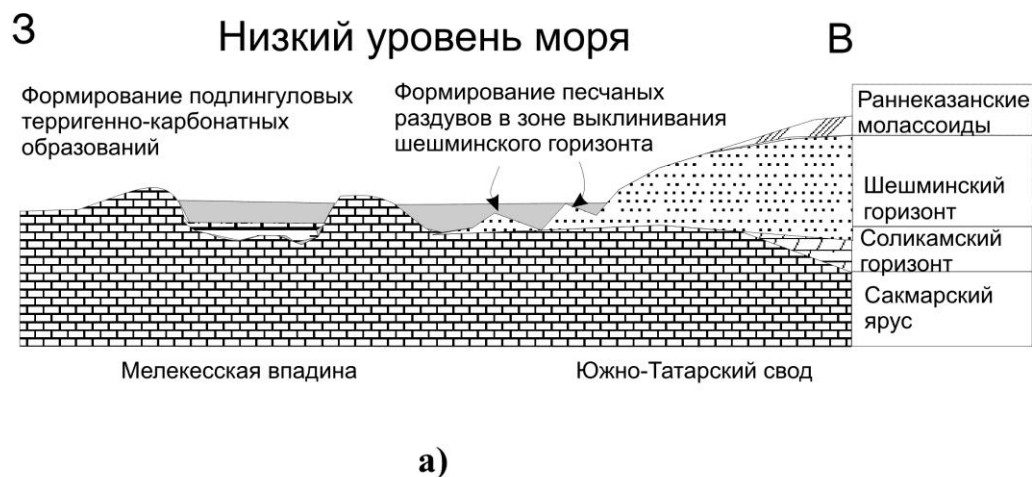 З
Низкий уровень моря
В
Формирование подлингуловых
терригенно-карбонатных
образований
Формирование песчаных
раздувов в зоне выклинивания
шешминского горизонта
Раннеказанские
молассоиды
Шешминский
горизонт
Соликамский
горизонт
Сакмарский
ярус
Мелекесская впадина
Южно-Татарский свод
а)